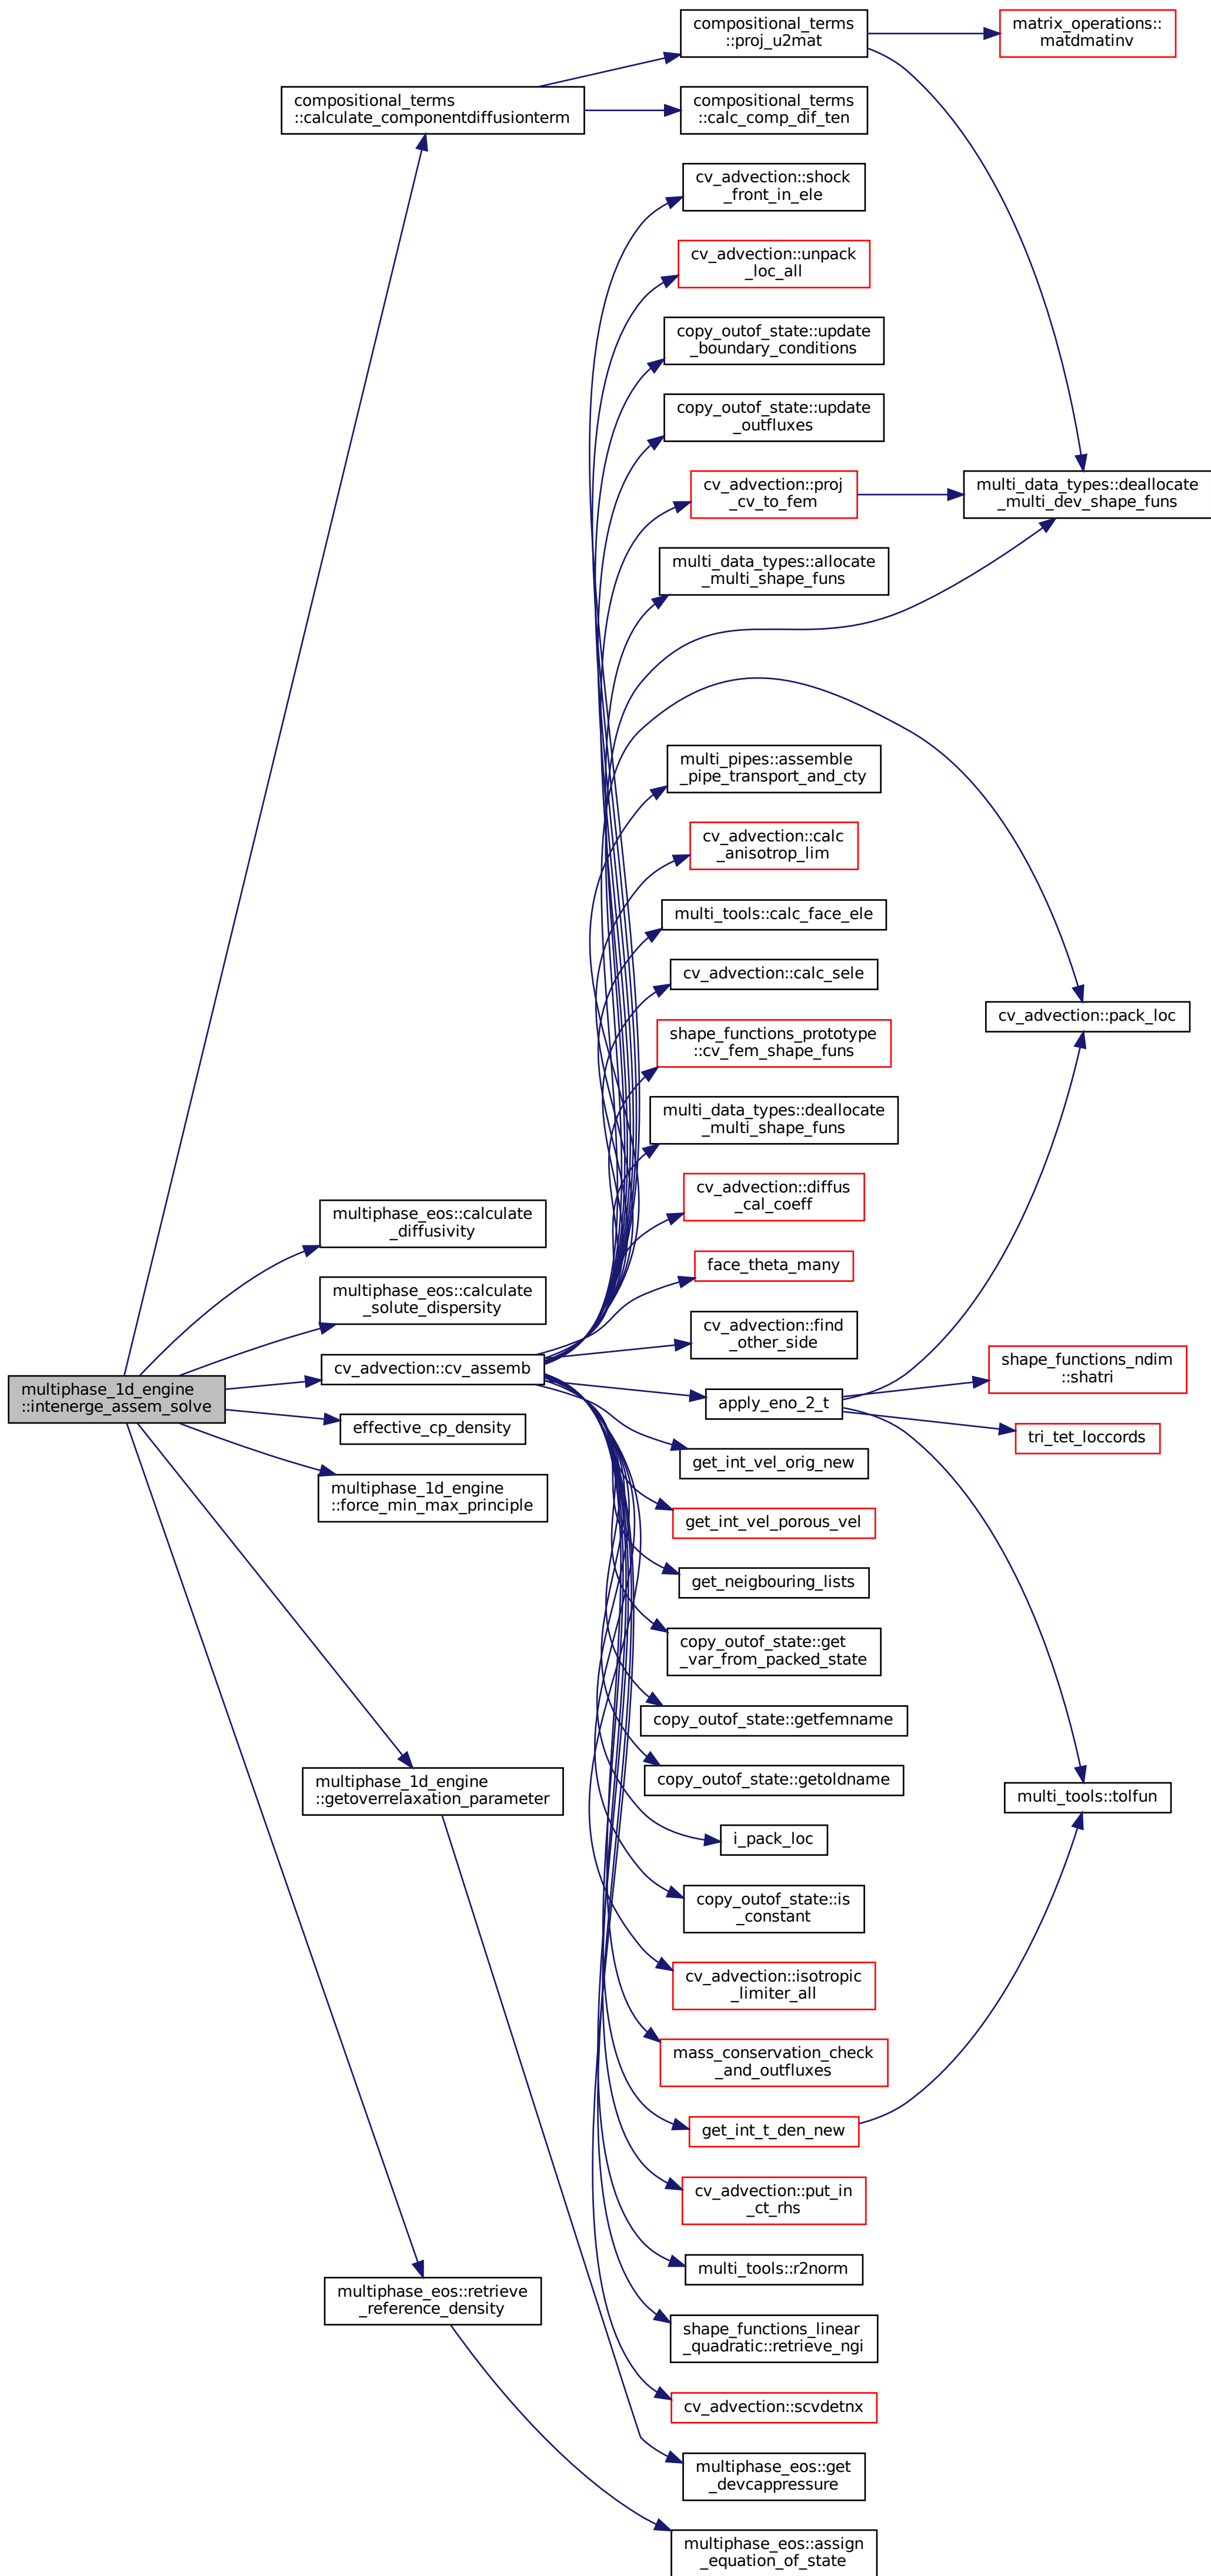 compositional_terms
::proj_u2mat
matrix_operations::
matdmatinv
compositional_terms
::calculate_componentdiffusionterm
compositional_terms
::calc_comp_dif_ten
cv_advection::shock
_front_in_ele
cv_advection::unpack
_loc_all
copy_outof_state::update
_boundary_conditions
copy_outof_state::update
_outfluxes
cv_advection::proj
_cv_to_fem
multi_data_types::deallocate
_multi_dev_shape_funs
multi_data_types::allocate
_multi_shape_funs
multi_pipes::assemble
_pipe_transport_and_cty
cv_advection::calc
_anisotrop_lim
multi_tools::calc_face_ele
cv_advection::calc_sele
cv_advection::pack_loc
shape_functions_prototype
::cv_fem_shape_funs
multi_data_types::deallocate
_multi_shape_funs
cv_advection::diffus
_cal_coeff
multiphase_eos::calculate
_diffusivity
face_theta_many
multiphase_eos::calculate
_solute_dispersity
cv_advection::find
_other_side
cv_advection::cv_assemb
shape_functions_ndim
::shatri
multiphase_1d_engine
::intenerge_assem_solve
apply_eno_2_t
effective_cp_density
tri_tet_loccords
get_int_vel_orig_new
multiphase_1d_engine
::force_min_max_principle
get_int_vel_porous_vel
get_neigbouring_lists
copy_outof_state::get
_var_from_packed_state
copy_outof_state::getfemname
copy_outof_state::getoldname
multiphase_1d_engine
::getoverrelaxation_parameter
multi_tools::tolfun
i_pack_loc
copy_outof_state::is
_constant
cv_advection::isotropic
_limiter_all
mass_conservation_check
_and_outfluxes
get_int_t_den_new
cv_advection::put_in
_ct_rhs
multi_tools::r2norm
multiphase_eos::retrieve
_reference_density
shape_functions_linear
_quadratic::retrieve_ngi
cv_advection::scvdetnx
multiphase_eos::get
_devcappressure
multiphase_eos::assign
_equation_of_state